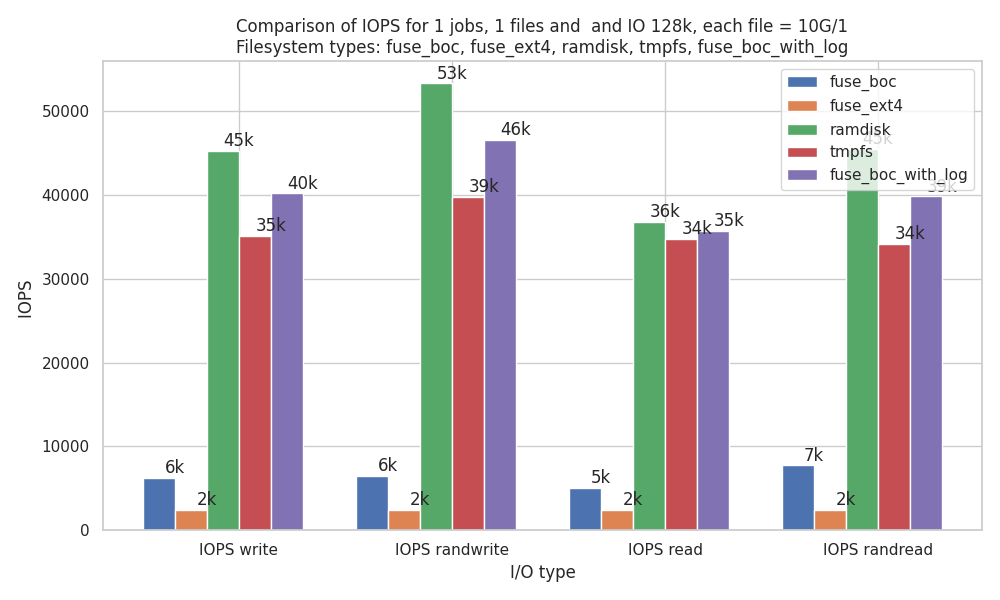 Comparison of IOPS for 1 jobs, 1 files and  and IO 128k, each file = 10G/1
Filesystem types: fuse_boc, fuse_ext4, ramdisk, tmpfs, fuse_boc_with_log
fuse_boc
fuse_ext4
ramdisk
tmpfs
fuse_boc_with_log
IOPS
50000
40000
30000
20000
10000
0
6k
2k
45k
35k
40k
6k
2k
53k
39k
46k
5k
2k
36k
34k
35k
7k
2k
45k
34k
39k
IOPS write
IOPS randwrite
IOPS read
IOPS randread
I/O type